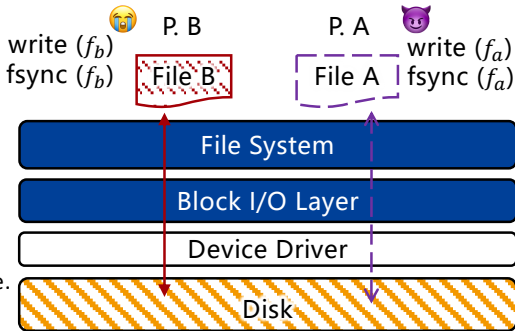 P. B
P. A
write (f_b)
fsync (f_b)
File B
File A
write (f_a)
fsync (f_a)
File System
Block I/O Layer
Device Driver
e.
Disk